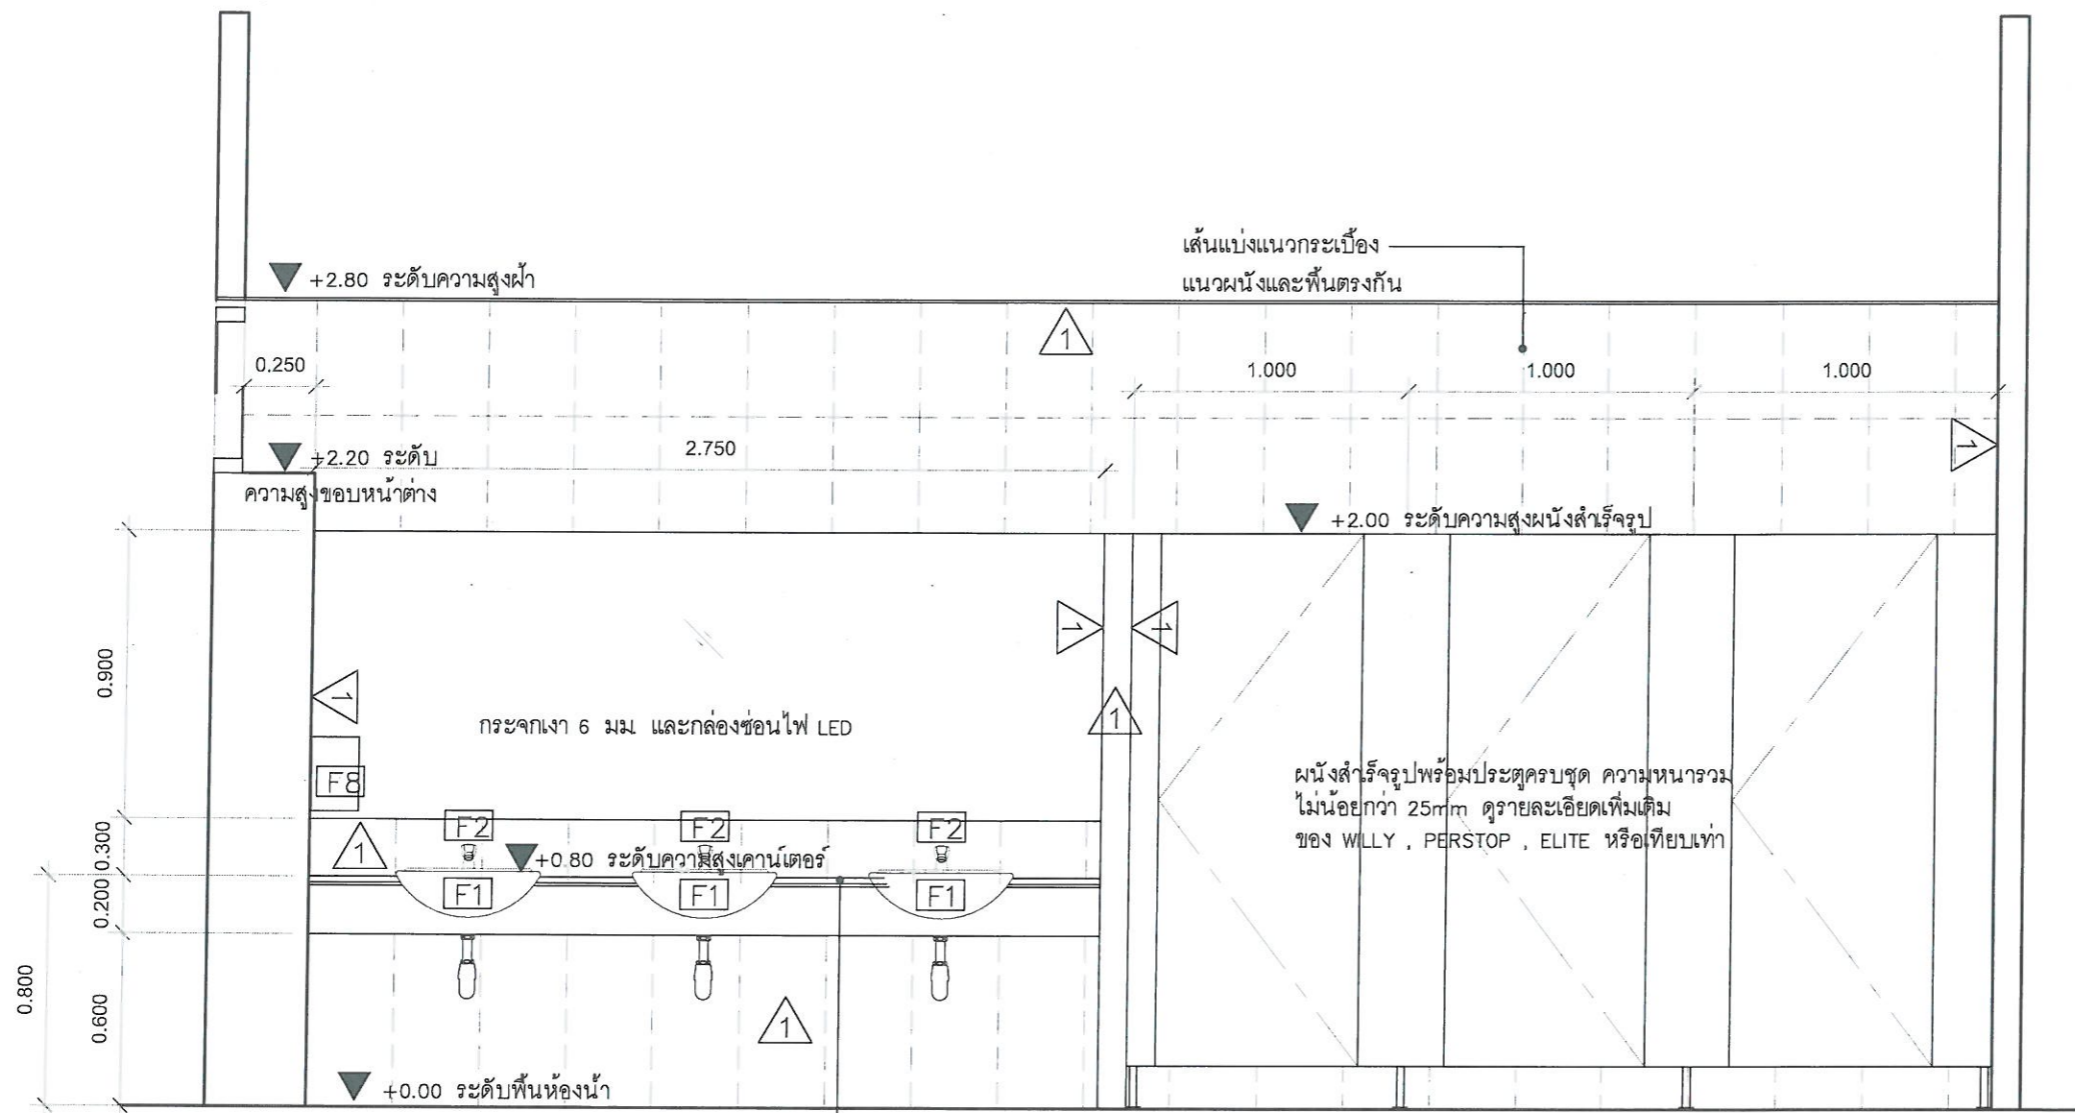 เส้นแบ่งแนวกระเบื้อง
แนวผนังและพื้นตรงกัน
+2.80 ระดับความสูงฝ้า
1
0.250
1.000
1.000
1.000
1
+2.20 ระดับ
ความสูงขอบหน้าต่าง
2.750
+2.00 ระดับความสูงผนังสำเร็จรูป
1
1
0.900
1
1
กระจกเงา 6 มม. และกล่องซ่อนไฟ LED
ผนังสำเร็จรูปพร้อมประตูครบชุด ความหนารวม
ไม่น้อยกว่า 25mm ดูรายละเอียดเพิ่มเติม
ของ WILLY , PERSTOP , ELITE หรือเทียบเท่า
F8
F2
F2
F2
0.300
1
+0.80 ระดับความสูงเคาน์เตอร์
F1
F1
F1
0.200
0.800
0.600
1
+0.00 ระดับพื้นห้องน้ำ